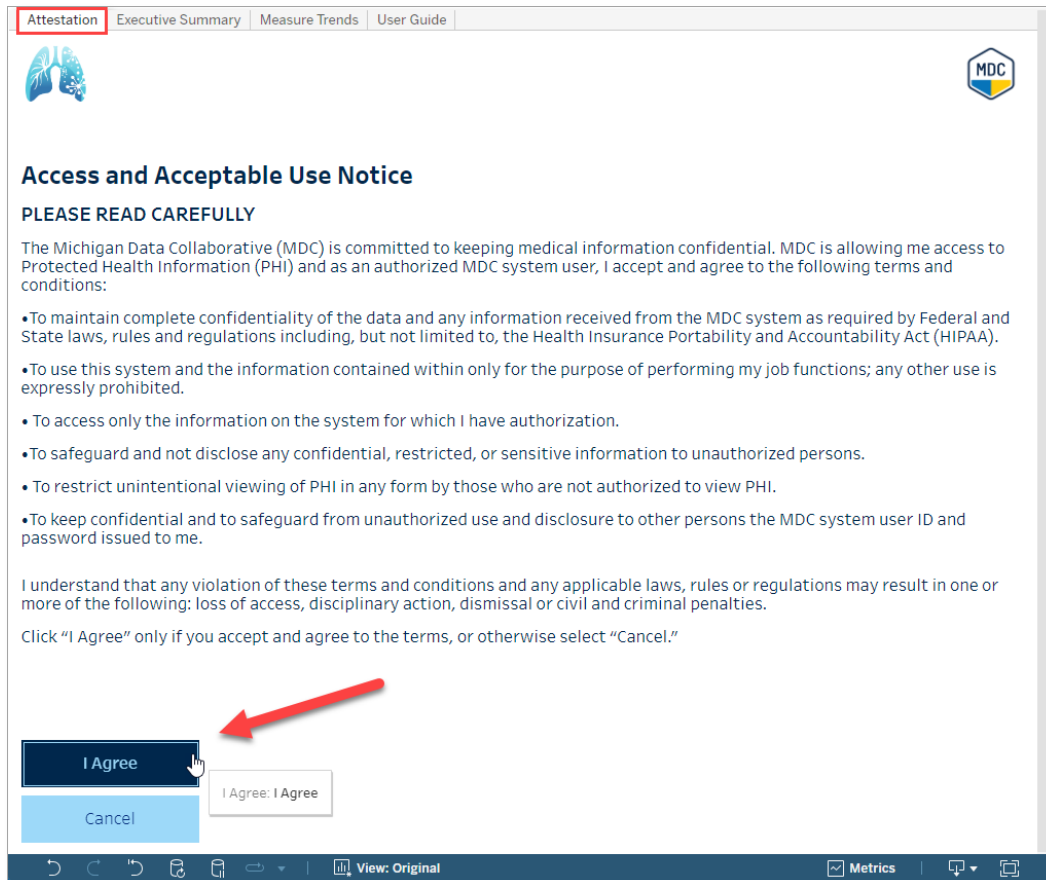 Attestation Executive Summary Measure Trends User Guide
MDC
Access and Acceptable Use Notice
PLEASE READ CAREFULLY
The Michigan Data Collaborative (MDC) is committed to keeping medical information confidential. MDC is allowing me access to
Protected Health Information (PHI) and as an authorized MDC system user, I accept and agree to the following terms and
conditions:
•To maintain complete confidentiality of the data and any information received from the MDC system as required by Federal and
State laws, rules and regulations including, but not limited to, the Health Insurance Portability and Accountability Act (HIPAA).
•To use this system and the information contained within only for the purpose of performing my job functions; any other use is
expressly prohibited.
• To access only the information on the system for which I have authorization.
•To safeguard and not disclose any confidential, restricted, or sensitive information to unauthorized persons.
• To restrict unintentional viewing of PHI in any form by those who are not authorized to view PHI.
•To keep confidential and to safeguard from unauthorized use and disclosure to other persons the MDC system user ID and
password issued to me.
I understand that any violation of these terms and conditions and any applicable laws, rules or regulations may result in one or
more of the following: loss of access, disciplinary action, dismissal or civil and criminal penalties.
Click “I Agree” only if you accept and agree to the terms, or otherwise select “Cancel.”
I Agree
I Agree: I Agree
Cancel
View: Original Metrics